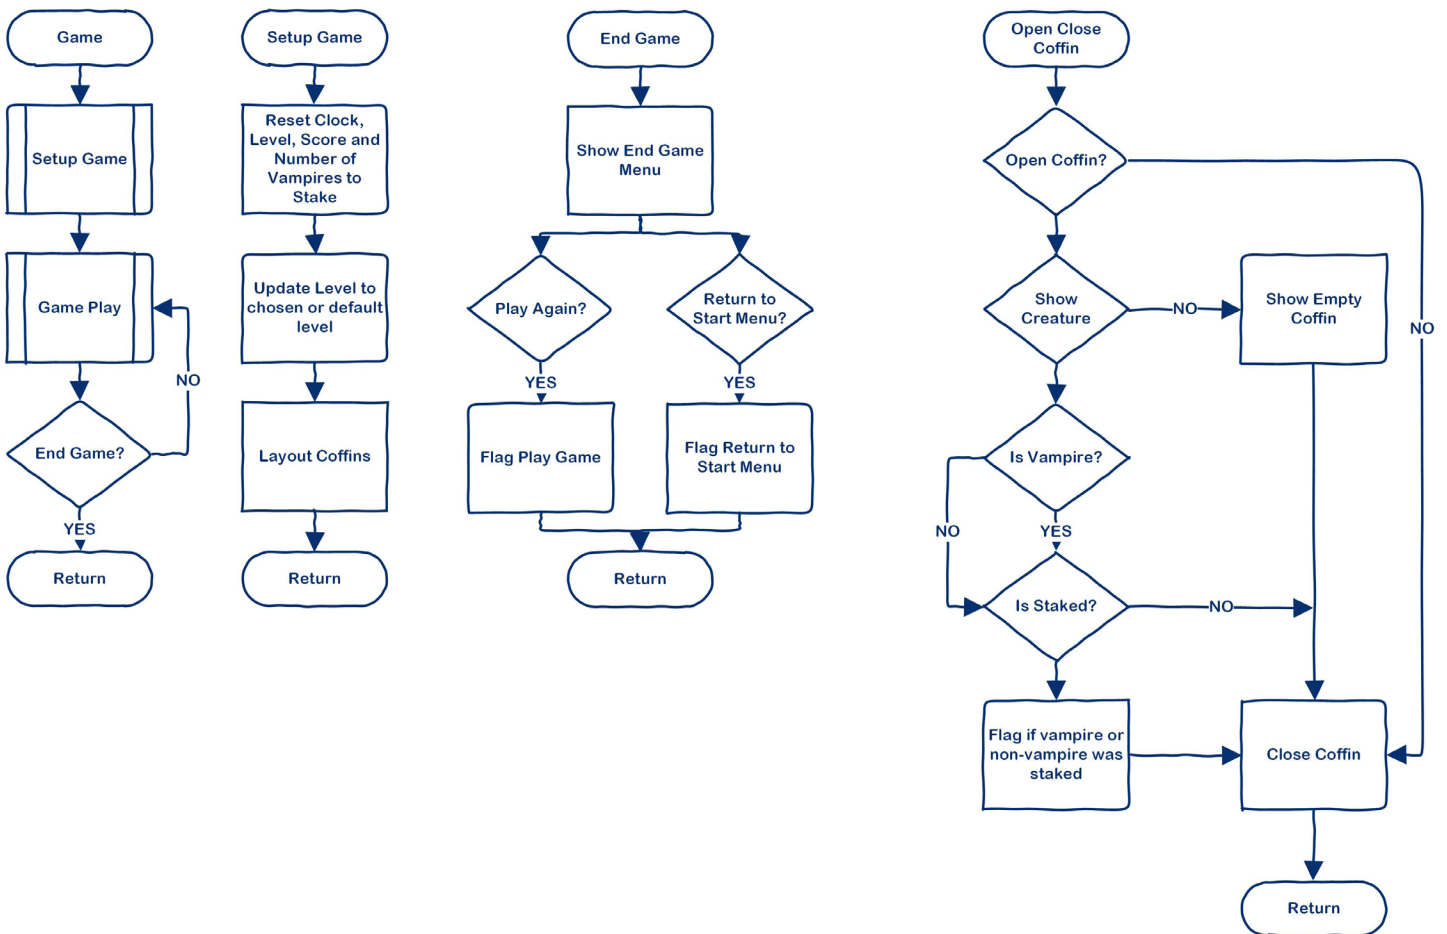 Game
Setup Game
Game Play
NO
End Game?
YES
Return
Setup Game
Reset Clock,
Level, Score and
Number of
Vampires to
Stake
Update Level to
chosen or default
level
Layout Coffins
Return
End Game
Show End Game
Menu
Play Again?
Return to
Start Menu?
YES
YES
Flag Play Game
Flag Return to
Start Menu
Return
Open Close
Coffin
Open Coffin?
NO
Show
Creature
NO
Show Empty
Coffin
Is Vampire?
NO
YES
Is Staked?
NO
Flag if vampire or
non-vampire was
staked
Close Coffin
Return